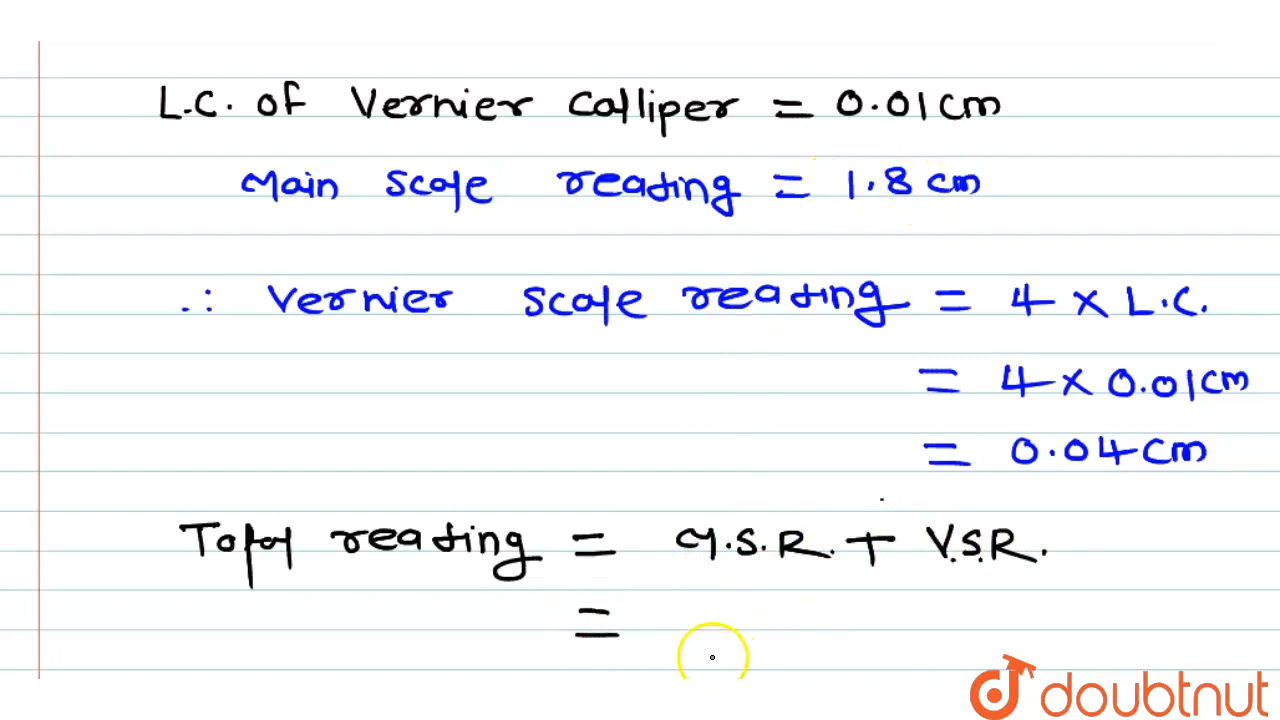 L.C. of Vernier Calliper = 0.01cm
Main scale reading = 1.8 cm
∴ Vernier scale reading = 4 × L.C.
= 4 × 0.01cm
= 0.04cm
Total reading = M.S.R. + V.S.R.
=
doubtnut